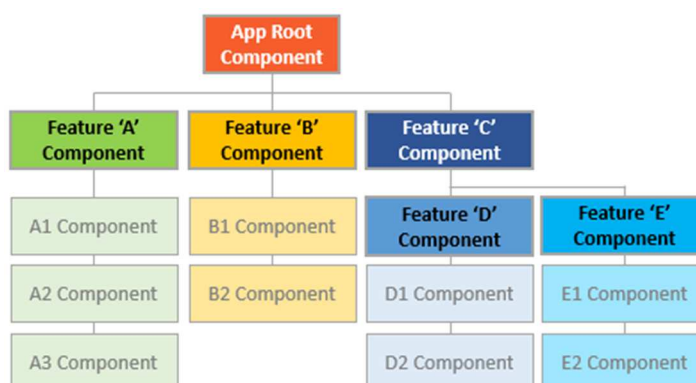 App Root
Component
Feature ‘A’
Component
Feature ‘B’
Component
Feature ‘C’
Component
A1 Component
B1 Component
Feature ‘D’
Component
Feature ‘E’
Component
A2 Component
B2 Component
D1 Component
E1 Component
A3 Component
D2 Component
E2 Component